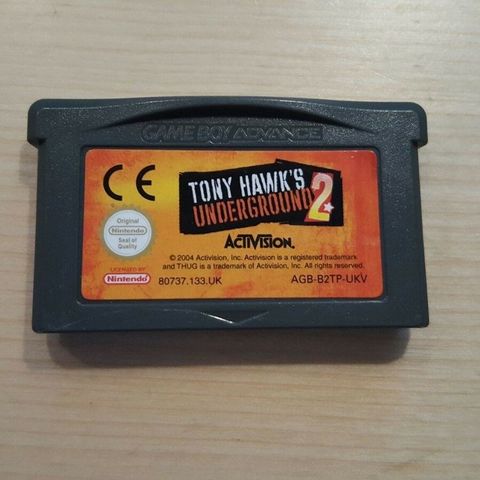 GAME BOY ADVANCE
CE
TONY HAWK'S
UNDERGROUND 2
Original
Nintendo
Seal of
Quality
ACTIVISION.
© 2004 Activision, Inc. Activision is a registered trademark
and THUG is a trademark of Activision, Inc. All rights reserved.
LICENSED BY
Nintendo
80737.133.UK
AGB-B2TP-UKV